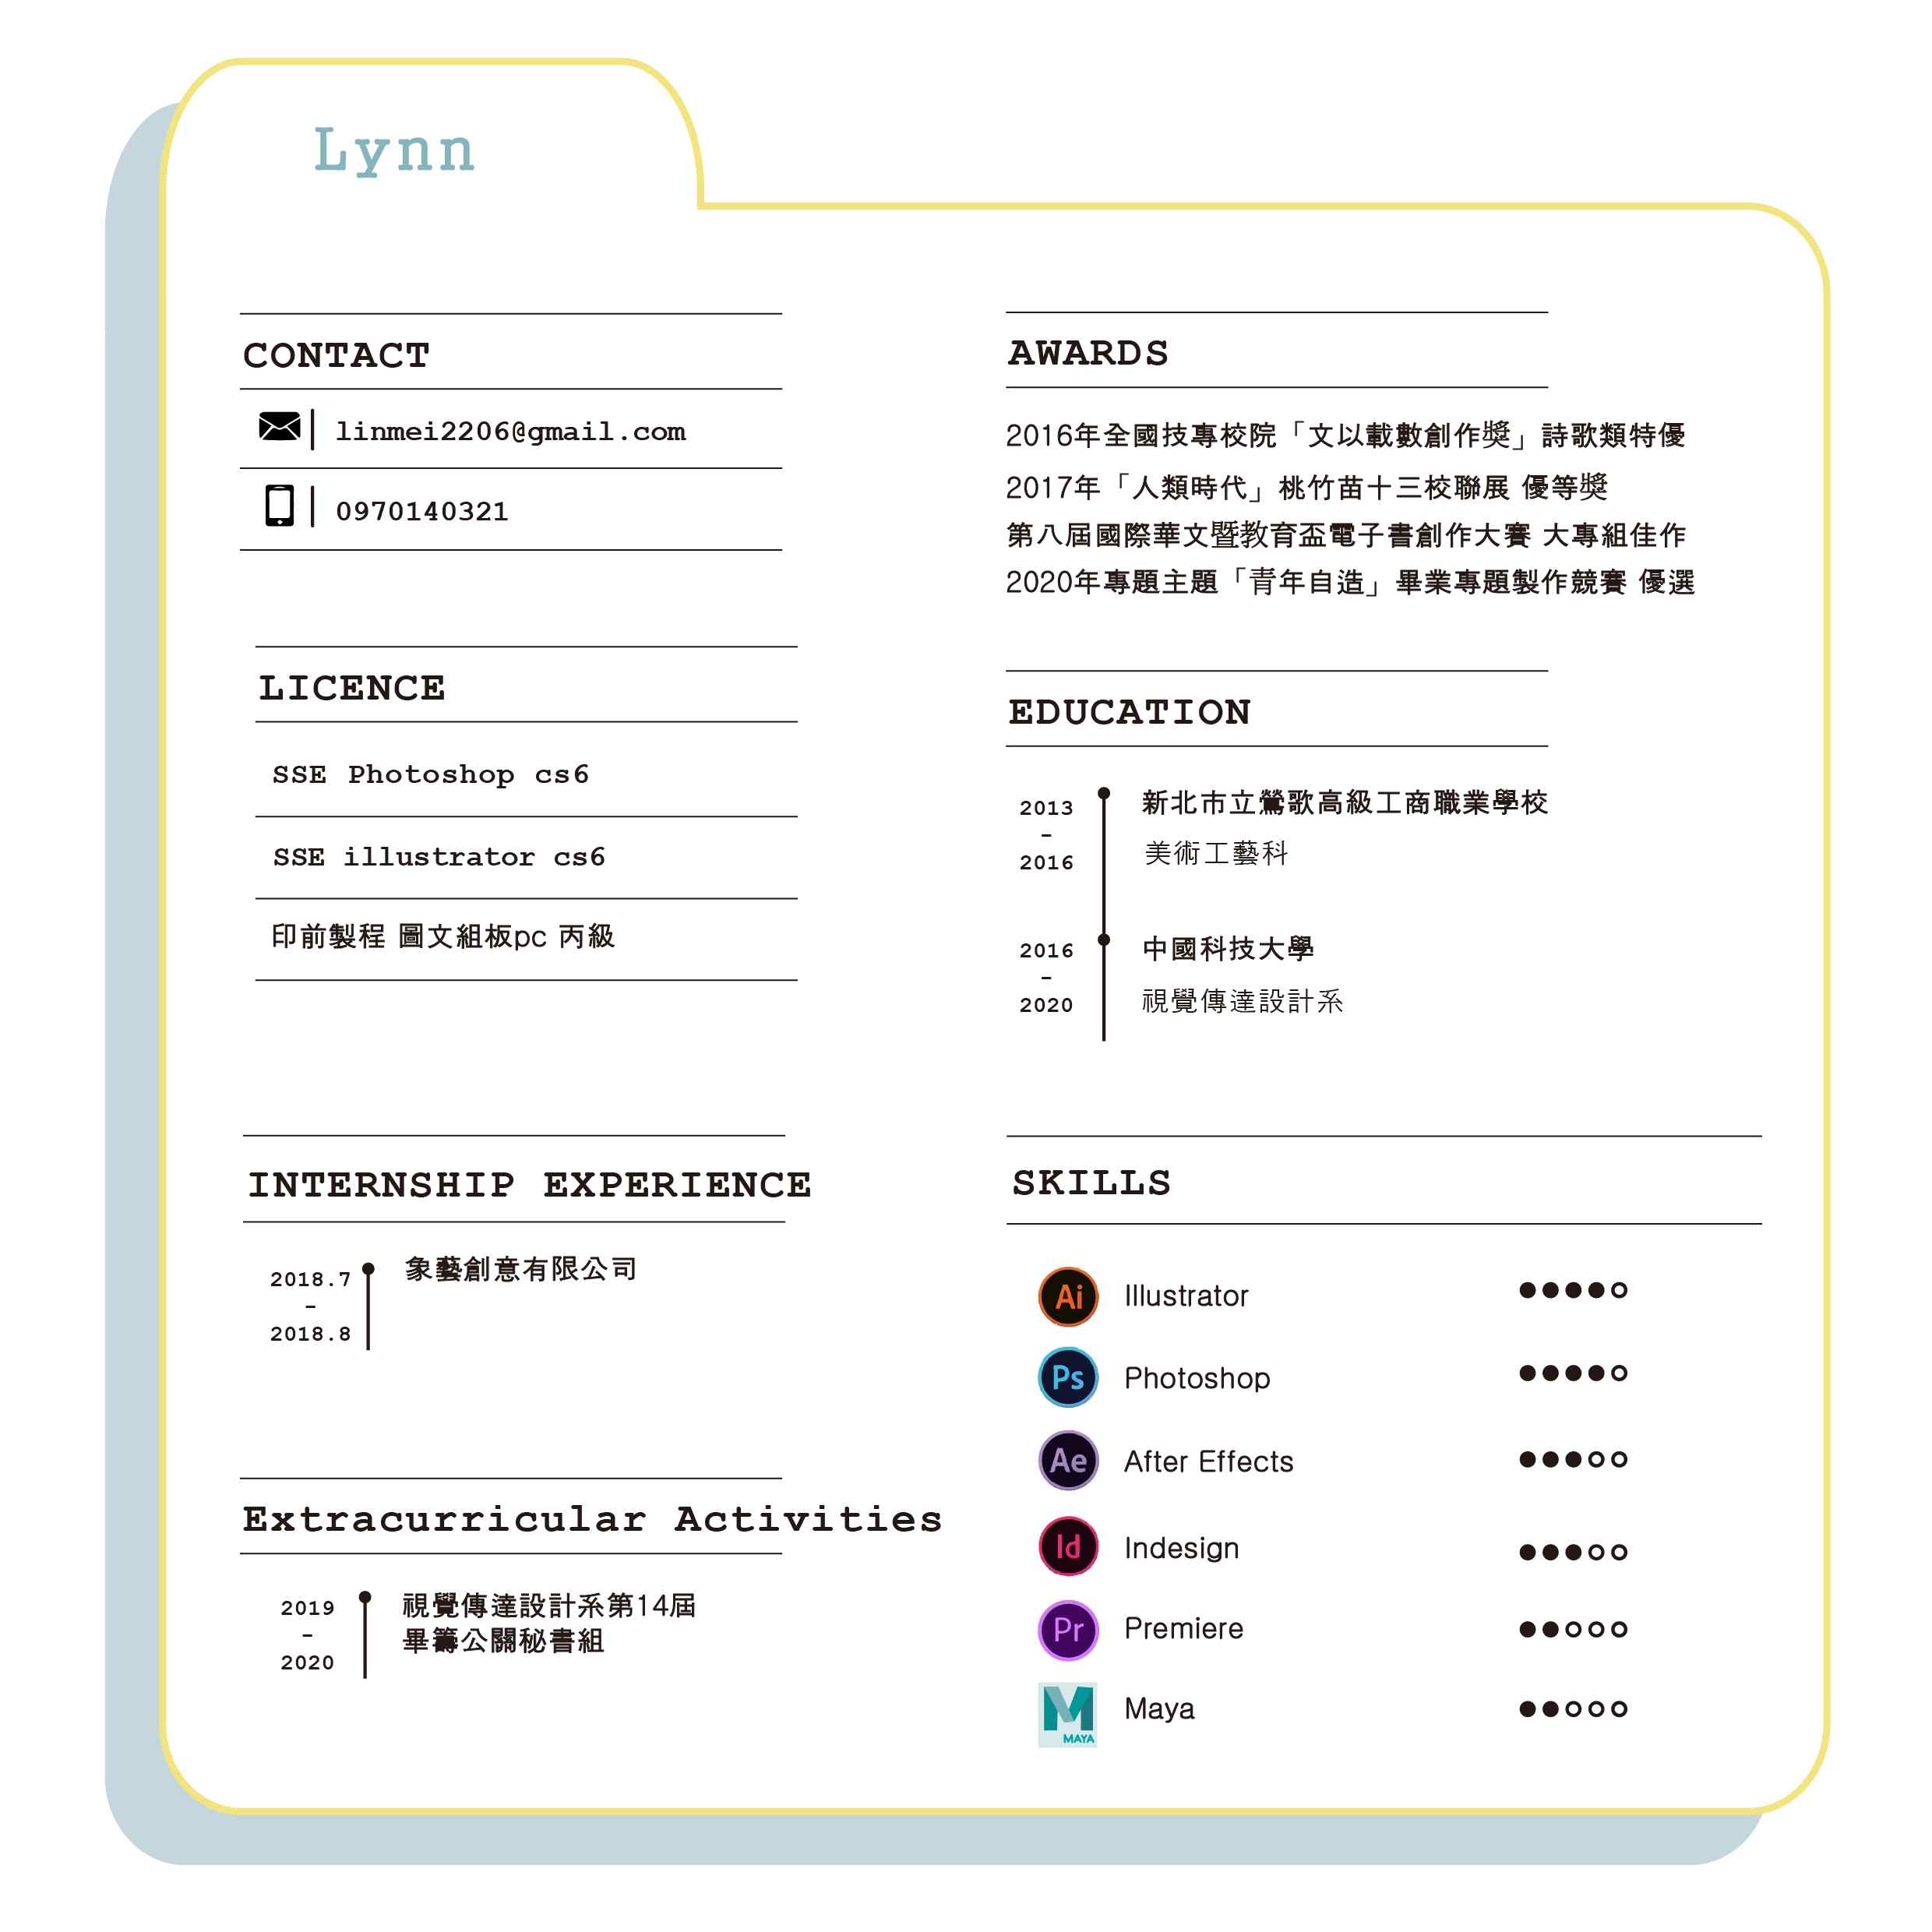 Lynn
CONTACT
linmei2206@gmail.com
0970140321
LICENCE
SSE Photoshop cs6
SSE illustrator cs6
印前製程 圖文組板pc 丙級
INTERNSHIP EXPERIENCE
2018.7
-
2018.8
象藝創意有限公司
Extracurricular Activities
2019
-
2020
視覺傳達設計系第14屆
畢籌公關秘書組
AWARDS
2016年全國技專校院「文以載數創作獎」詩歌類特優
2017年「人類時代」桃竹苗十三校聯展 優等獎
第八屆國際華文暨教育盃電子書創作大賽 大專組佳作
2020年專題主題「青年自造」畢業專題製作競賽 優選
EDUCATION
2013
-
2016
新北市立鶯歌高級工商職業學校
美術工藝科
2016
-
2020
中國科技大學
視覺傳達設計系
SKILLS
Ai Illustrator
Ps Photoshop
Ae After Effects
Id Indesign
Pr Premiere
M MAYA Maya